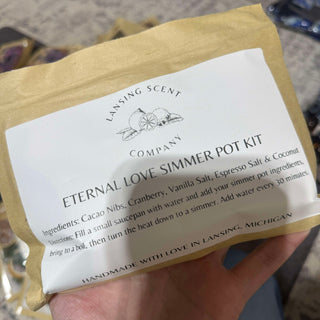 LANSING SCENT
COMPANY
ETERNAL LOVE SIMMER POT KIT
Ingredients: Cacao Nibs, Cranberry, Vanilla Salt, Espresso Salt & Coconut
Directions: Fill a small saucepan with water and add your simmer pot ingredients,
bring to a boil, then turn the heat down to a simmer. Add water every 30 minutes.
HANDMADE WITH LOVE IN LANSING, MICHIGAN